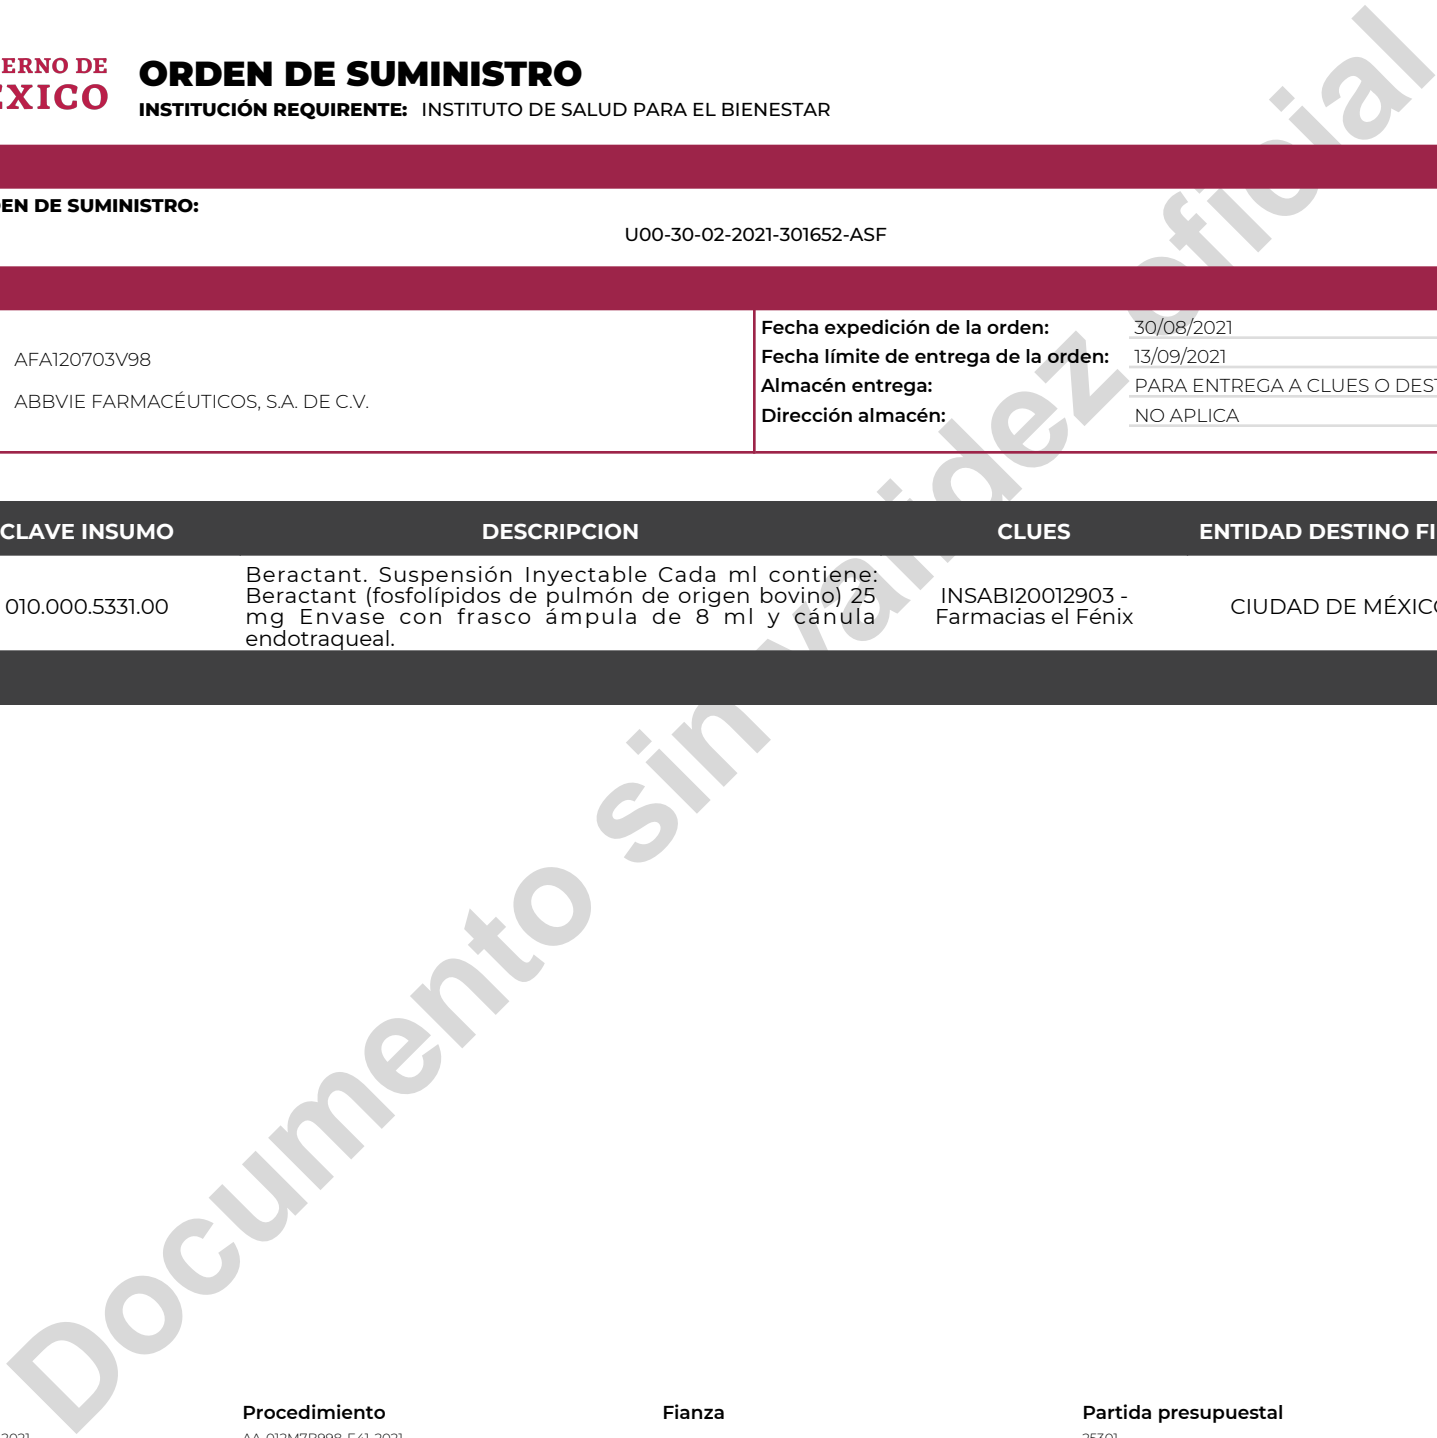 ERNO DE
ÉXICO
ORDEN DE SUMINISTRO
INSTITUCIÓN REQUIRENTE: INSTITUTO DE SALUD PARA EL BIENESTAR
EN DE SUMINISTRO:
U00-30-02-2021-301652-ASF
AFA120703V98
ABBVIE FARMACÉUTICOS, S.A. DE C.V.
Fecha expedición de la orden: 30/08/2021
Fecha límite de entrega de la orden: 13/09/2021
Almacén entrega: PARA ENTREGA A CLUES O DEST
Dirección almacén: NO APLICA
CLAVE INSUMO DESCRIPCION CLUES ENTIDAD DESTINO FI
010.000.5331.00
Beractant. Suspensión Inyectable Cada ml contiene:
Beractant (fosfolípidos de pulmón de origen bovino) 25
mg Envase con frasco ámpula de 8 ml y cánula
endotraqueal.
INSABI20012903 -
Farmacias el Fénix
CIUDAD DE MÉXICO
Documento sin validez oficial
Procedimiento Fianza Partida presupuestal